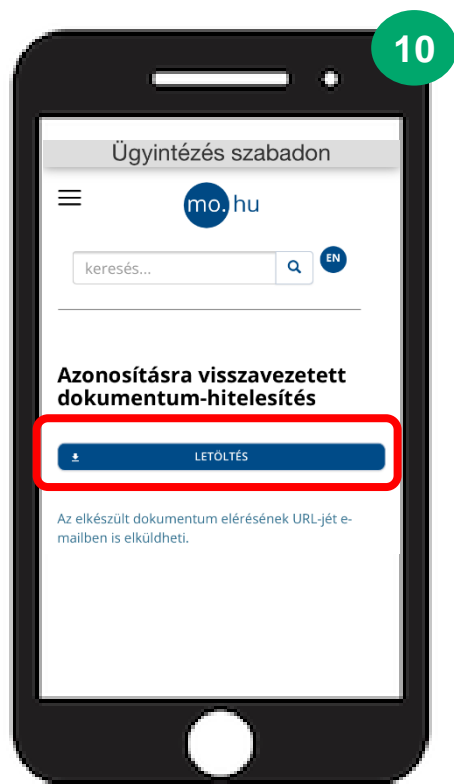 10
Ügyintézés szabadon
mo.hu
keresés...
EN
Azonosításra visszavezetett
dokumentum-hitelesítés
LETÖLTÉS
Az elkészült dokumentum elérésének URL-jét e-
mailben is elküldheti.